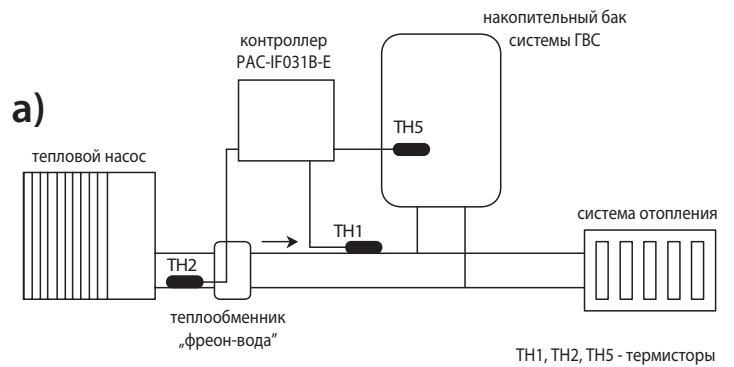 накопительный бак
системы ГВС
контроллер
PAC-IF031B-E
а)
TH5
тепловой насос
система отопления
TH1
TH2
теплообменник
„фреон-вода”
TH1, TH2, TH5 - термисторы